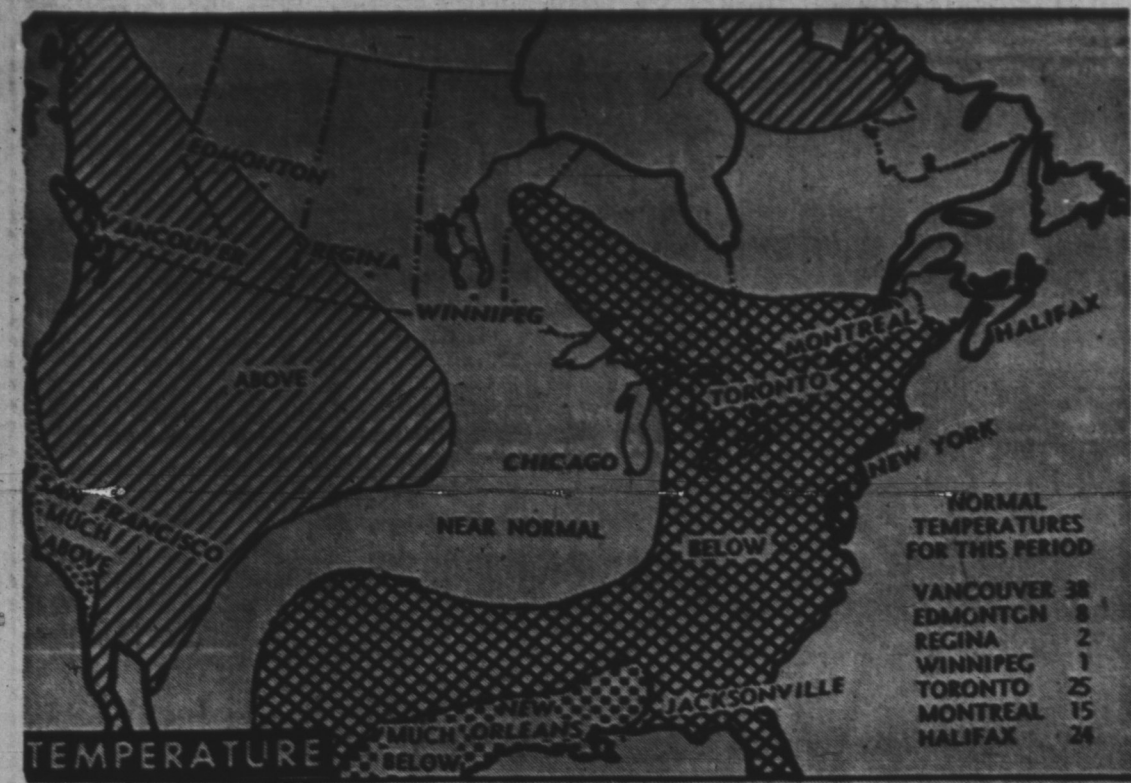 EDMONTON
VANCOUVER
REGINA
WINNIPEG
MONTREAL
HALIFAX
ABOVE
TORONTO
NEW YORK
CHICAGO
SAN FRANCISCO
MUCH
ABOVE
NEAR NORMAL
BELOW
NORMAL
TEMPERATURES
FOR THIS PERIOD
VANCOUVER 38
EDMONTON 8
REGINA 2
WINNIPEG 1
TORONTO 25
MONTREAL 15
HALIFAX 24
JACKSONVILLE
NEW
ORLEANS
MUCH
BELOW
TEMPERATURE